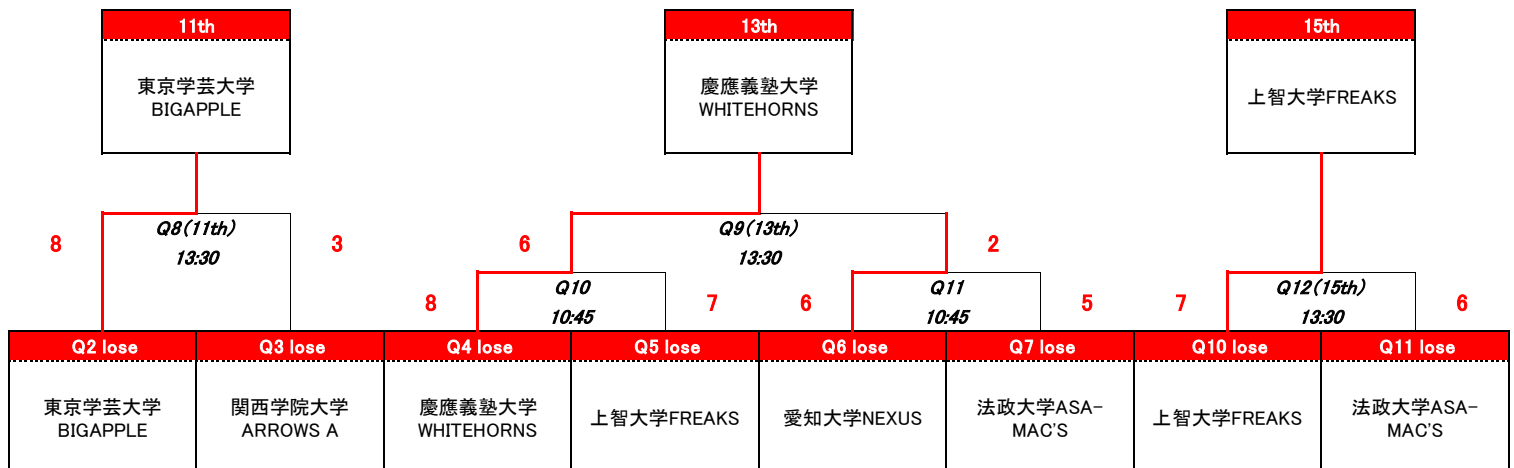 11th
13th
15th
東京学芸大学
BIGAPPLE
慶應義塾大学
WHITEHORNS
上智大学FREAKS
8
Q8(11th)
13:30
3
6
Q9(13th)
13:30
2
8
Q10
10:45
7
6
Q11
10:45
5
7
Q12(15th)
13:30
6
Q2 lose
Q3 lose
Q4 lose
Q5 lose
Q6 lose
Q7 lose
Q10 lose
Q11 lose
東京学芸大学
BIGAPPLE
関西学院大学
ARROWS A
慶應義塾大学
WHITEHORNS
上智大学FREAKS
愛知大学NEXUS
法政大学ASA-
MAC'S
上智大学FREAKS
法政大学ASA-
MAC'S